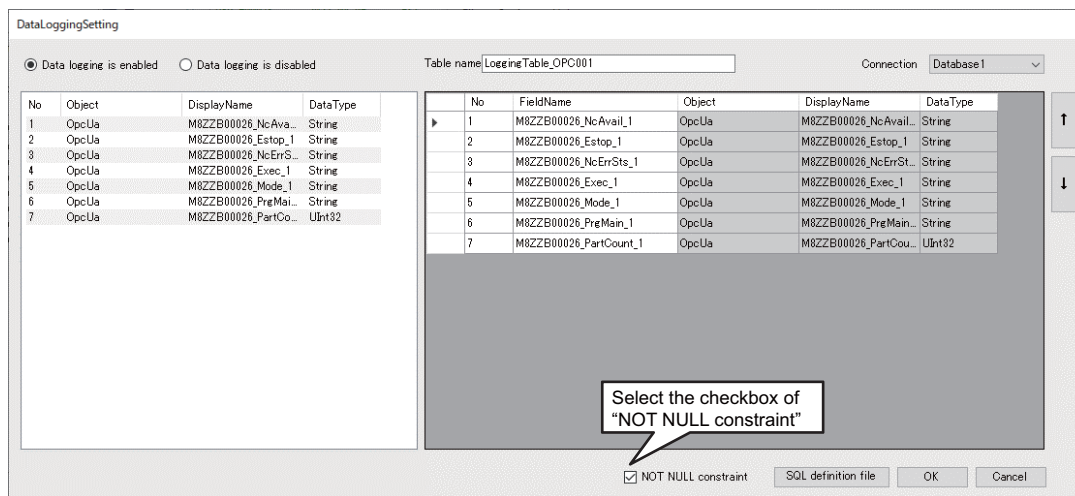 DataLoggingSetting
Data logging is enabled Data logging is disabled Table name LoggingTable_OPC001 Connection Database1
No Object DisplayName DataType
1 OpcUa M8ZZB00026_NcAva... String
2 OpcUa M8ZZB00026_Estop_1 String
3 OpcUa M8ZZB00026_NcErrS... String
4 OpcUa M8ZZB00026_Exec_1 String
5 OpcUa M8ZZB00026_Mode_1 String
6 OpcUa M8ZZB00026_PrgMai... String
7 OpcUa M8ZZB00026_PartCo... UInt32
No FieldName Object DisplayName DataType
1 M8ZZB00026_NcAvail_1 OpcUa M8ZZB00026_NcAvail... String
2 M8ZZB00026_Estop_1 OpcUa M8ZZB00026_Estop_1 String
3 M8ZZB00026_NcErrSts_1 OpcUa M8ZZB00026_NcErrSt... String
4 M8ZZB00026_Exec_1 OpcUa M8ZZB00026_Exec_1 String
5 M8ZZB00026_Mode_1 OpcUa M8ZZB00026_Mode_1 String
6 M8ZZB00026_PrgMain_1 OpcUa M8ZZB00026_PrgMain... String
7 M8ZZB00026_PartCount_1 OpcUa M8ZZB00026_PartCou... UInt32
↑
↓
Select the checkbox of
“NOT NULL constraint”
NOT NULL constraint SQL definition file OK Cancel